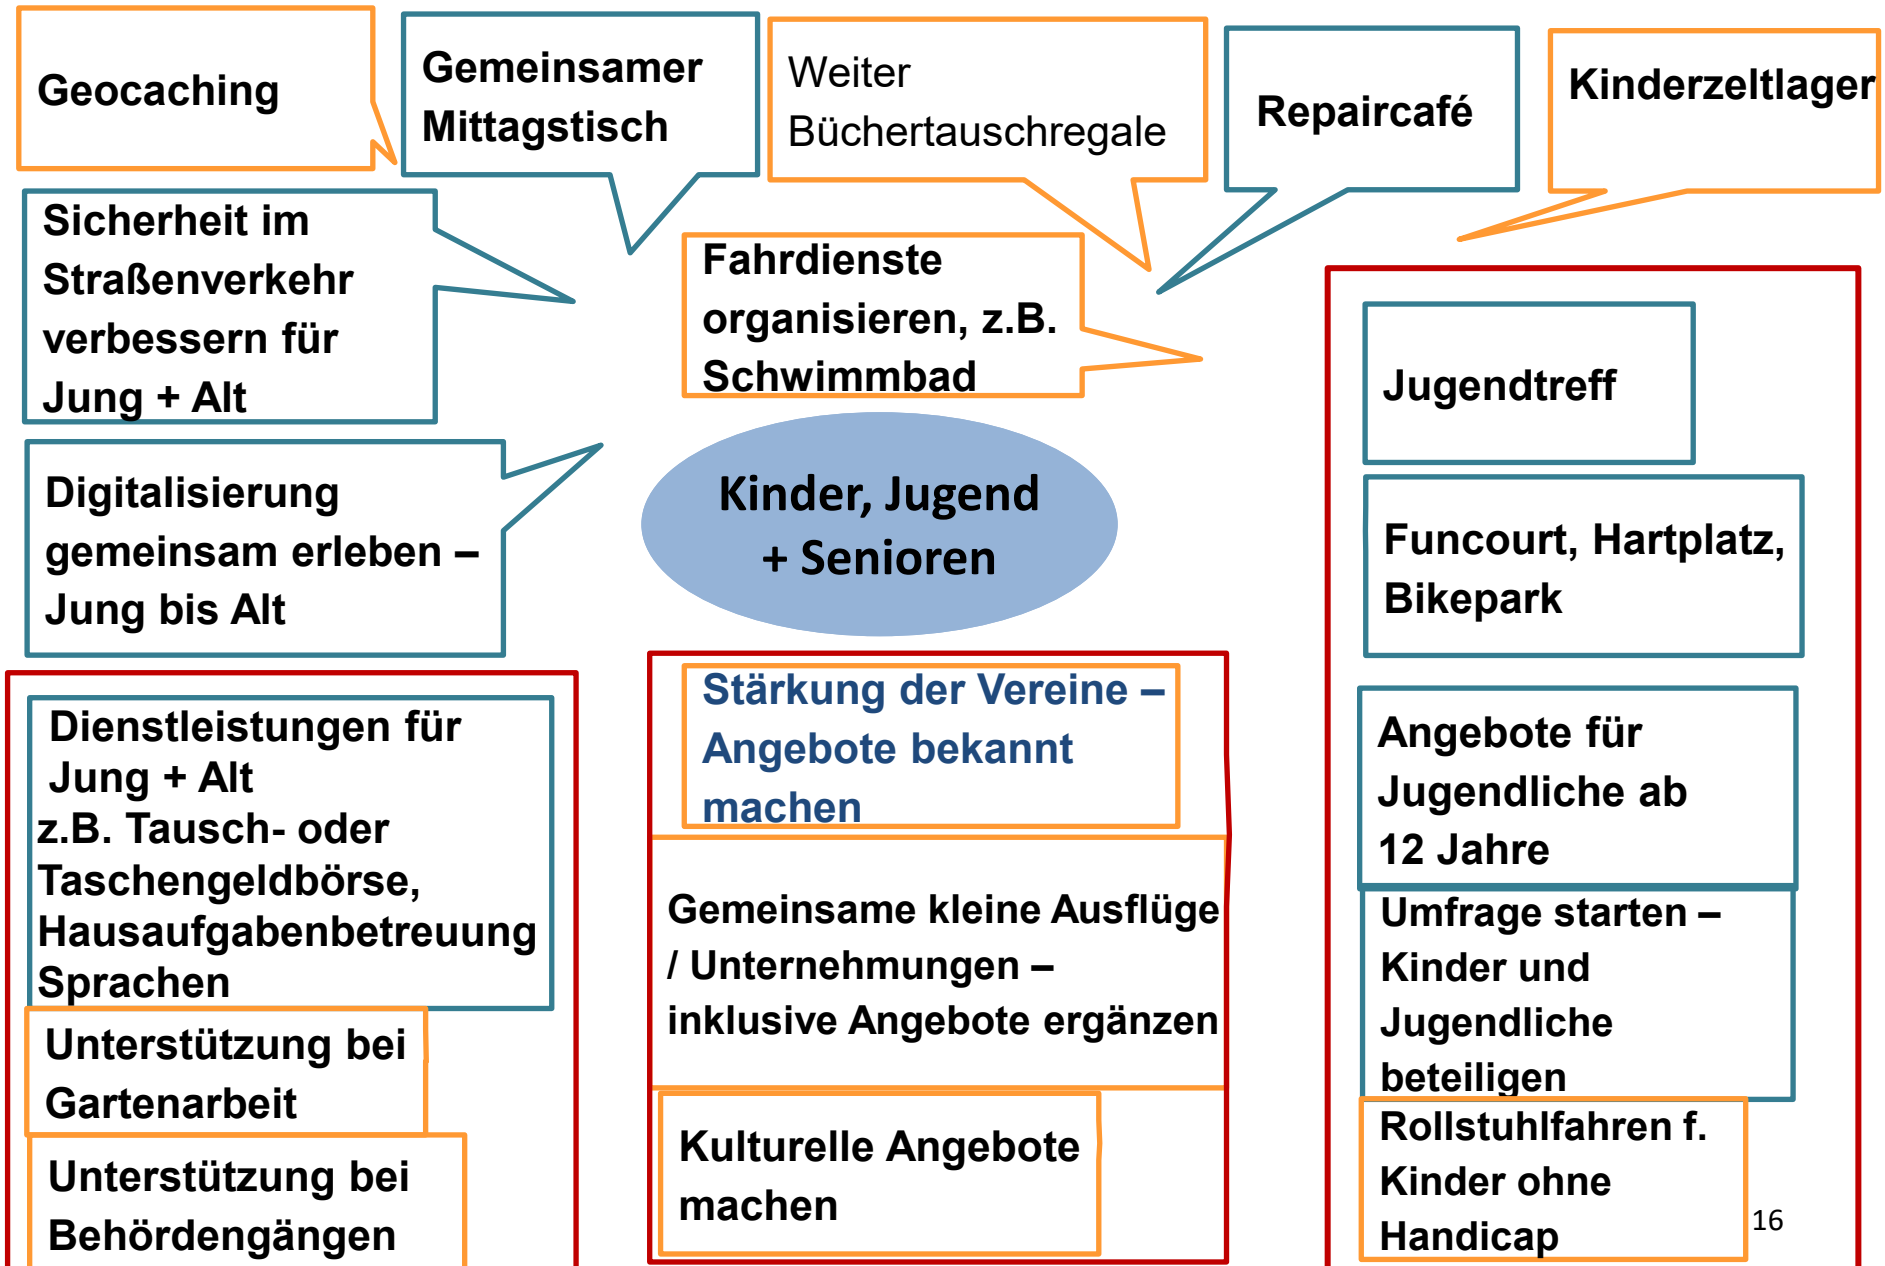 Geocaching
Gemeinsamer
Mittagstisch
Weiter
Büchertauschregale
Repaircafé
Kinderzeltlager
Sicherheit im
Straßenverkehr
verbessern für
Jung + Alt
Fahrdienste
organisieren, z.B.
Schwimmbad
Digitalisierung
gemeinsam erleben –
Jung bis Alt
Kinder, Jugend
+ Senioren
Dienstleistungen für
Jung + Alt
z.B. Tausch- oder
Taschengeldbörse,
Hausaufgabenbetreuung
Sprachen
Unterstützung bei
Gartenarbeit
Unterstützung bei
Behördengängen
Stärkung der Vereine –
Angebote bekannt
machen
Gemeinsame kleine Ausflüge
/ Unternehmungen –
inklusive Angebote ergänzen
Kulturelle Angebote
machen
Jugendtreff
Funcourt, Hartplatz,
Bikepark
Angebote für
Jugendliche ab
12 Jahre
Umfrage starten –
Kinder und
Jugendliche
beteiligen
Rollstuhlfahren f.
Kinder ohne
Handicap
16